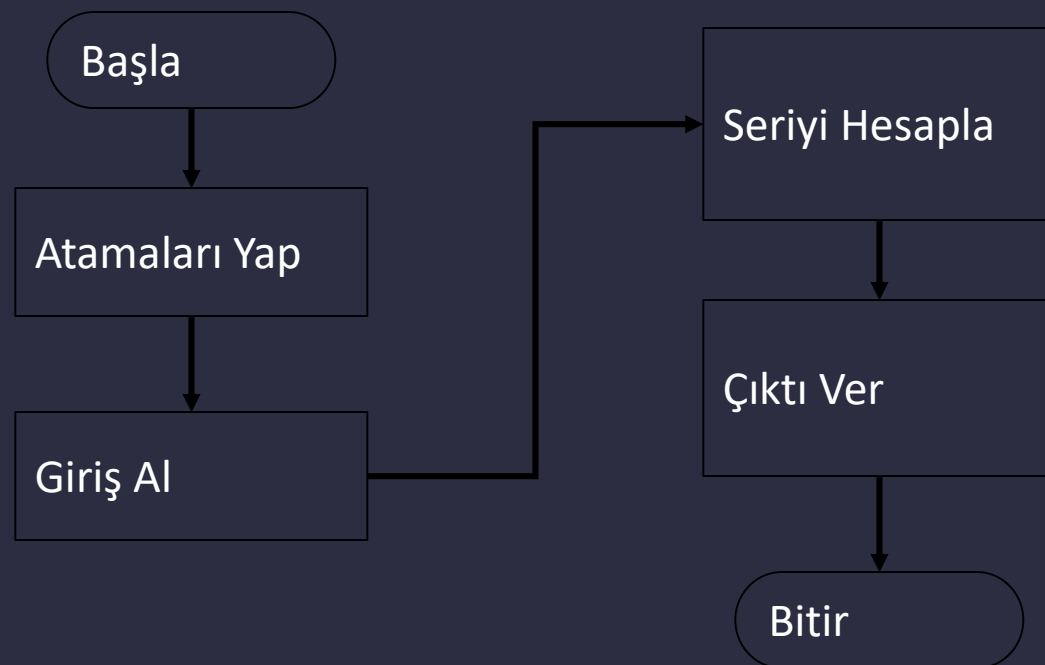 Başla
Atamaları Yap
Giriş Al
Seriyi Hesapla
Çıktı Ver
Bitir